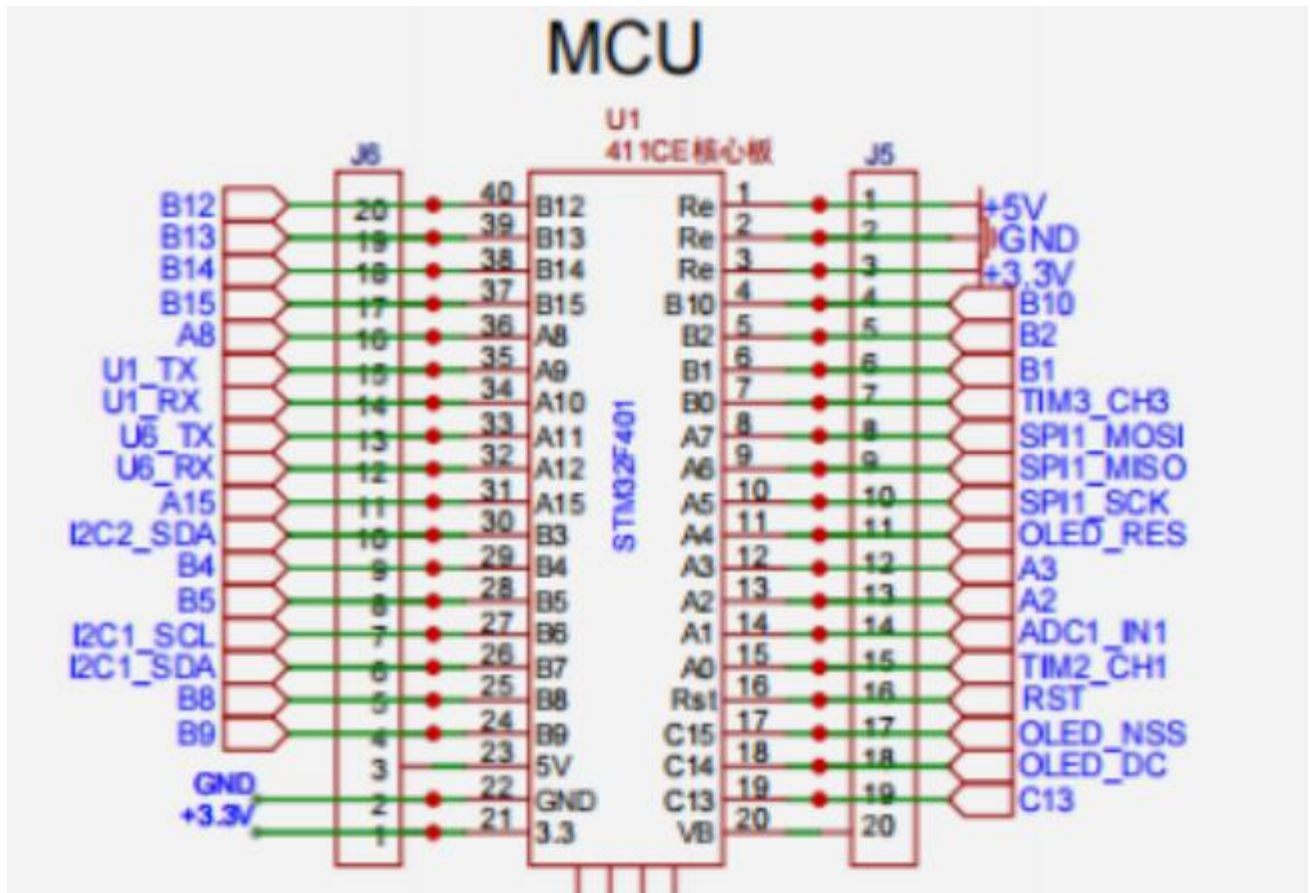 MCU
U1
411CE核心板
J6
J5
B12 20 40 B12 Re 1 1 +5V
B13 19 39 B13 Re 2 2 GND
B14 18 38 B14 Re 3 3 +3.3V
B15 17 37 B15 B10 4 4 B10
A8 16 36 A8 B2 5 5 B2
U1_TX 15 35 A9 B1 6 6 B1
U1_RX 14 34 A10 B0 7 7 TIM3_CH3
U6_TX 13 33 A11 A7 8 8 SPI1_MOSI
U6_RX 12 32 A12 A6 9 9 SPI1_MISO
A15 11 31 A15 A5 10 10 SPI1_SCK
I2C2_SDA 10 30 B3 A4 11 11 OLED_RES
B4 9 29 B4 A3 12 12 A3
B5 8 28 B5 A2 13 13 A2
I2C1_SCL 7 27 B6 A1 14 14 ADC1_IN1
I2C1_SDA 6 26 B7 A0 15 15 TIM2_CH1
B8 5 25 B8 Rst 16 16 RST
B9 4 24 B9 C15 17 17 OLED_NSS
3 23 5V C14 18 18 OLED_DC
GND 2 22 GND C13 19 19 C13
+3.3V 1 21 3.3 VB 20 20
STM32F401